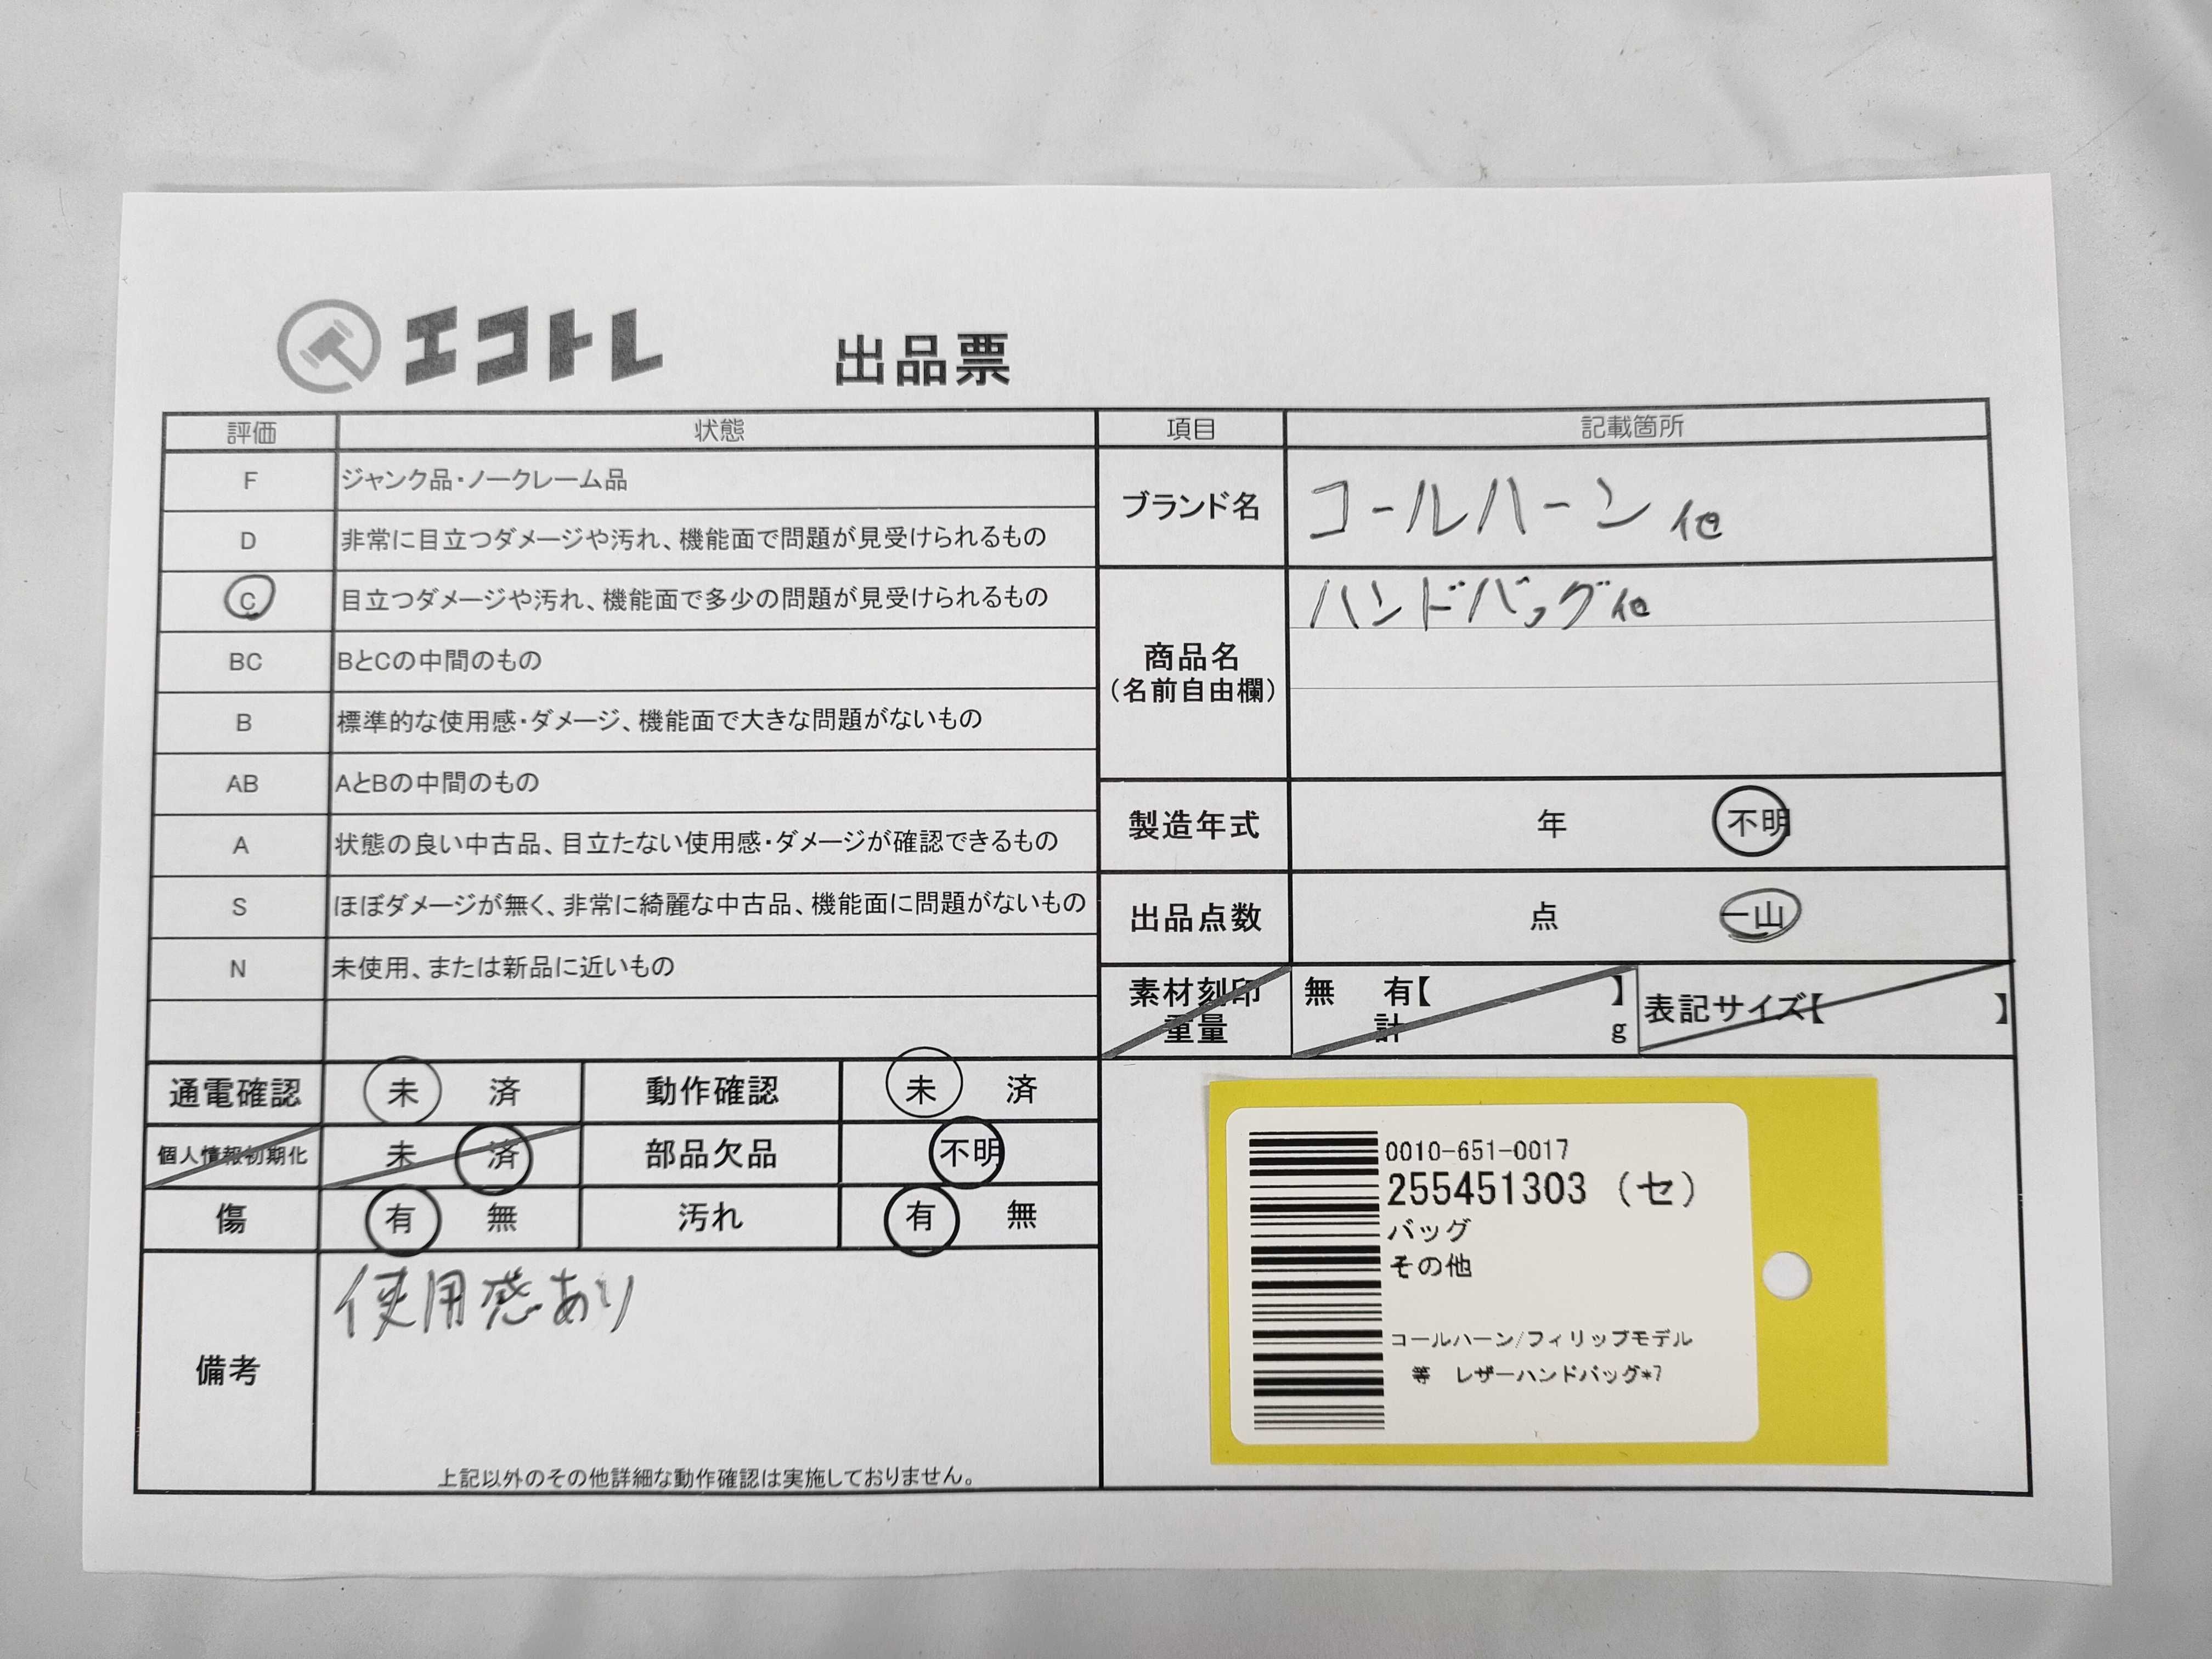 エコトレ
出品票
評価 状態
F ジャンク品・ノークレーム品
D 非常に目立つダメージや汚れ、機能面で問題が見受けられるもの
C 目立つダメージや汚れ、機能面で多少の問題が見受けられるもの
BC BとCの中間のもの
B 標準的な使用感・ダメージ、機能面で大きな問題がないもの
AB AとBの中間のもの
A 状態の良い中古品、目立たない使用感・ダメージが確認できるもの
S ほぼダメージが無く、非常に綺麗な中古品、機能面に問題がないもの
N 未使用、または新品に近いもの
通電確認 未 済 動作確認 未 済
個人情報初期化 未 済 部品欠品 不明
傷 有 無 汚れ 有 無
備考 使用感あり
上記以外のその他詳細な動作確認は実施しておりません。
項目 記載箇所
ブランド名 コールハーン他
商品名 ハンドバッグ他
(名前自由欄)
製造年式 年 不明
出品点数 点 一山
素材刻印 無 有【 】 表記サイズ【 】
重量 計 g
0010-651-0017
255451303 (セ)
バッグ
その他
コールハーン/フィリップモデル
等 レザーハンドバッグ*7